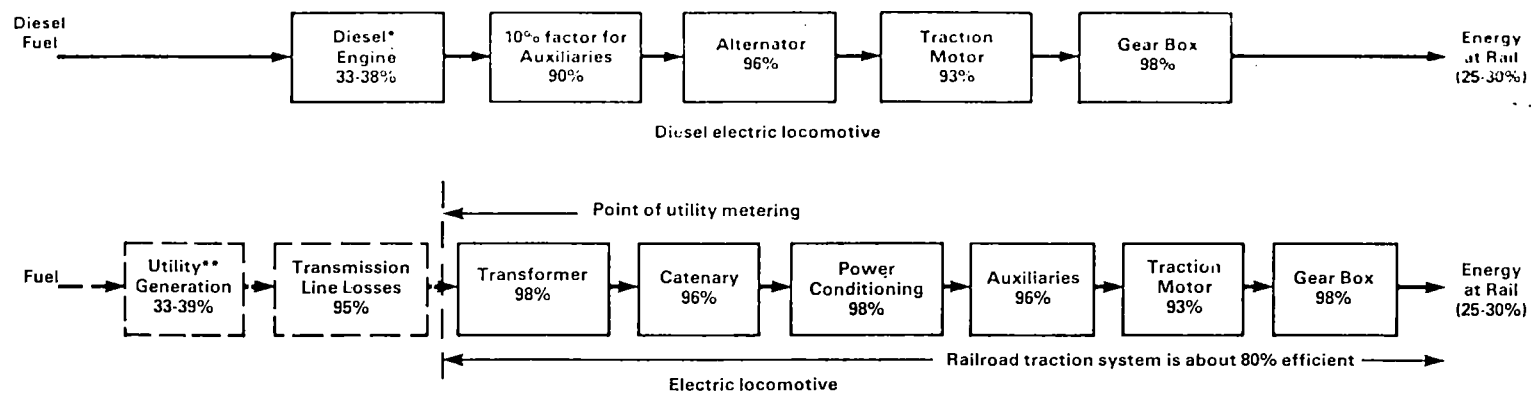 Diesel
Fuel
Diesel*
Engine
33-38%
10% factor for
Auxiliaries
90%
Alternator
96%
Traction
Motor
93%
Gear Box
98%
Energy
at Rail
(25-30%)
Diesel electric locomotive
Point of utility metering
Fuel
Utility**
Generation
33-39%
Transmission
Line Losses
95%
Transformer
98%
Catenary
96%
Power
Conditioning
98%
Auxiliaries
96%
Traction
Motor
93%
Gear Box
98%
Energy
at Rail
(25-30%)
Railroad traction system is about 80% efficient
Electric locomotive